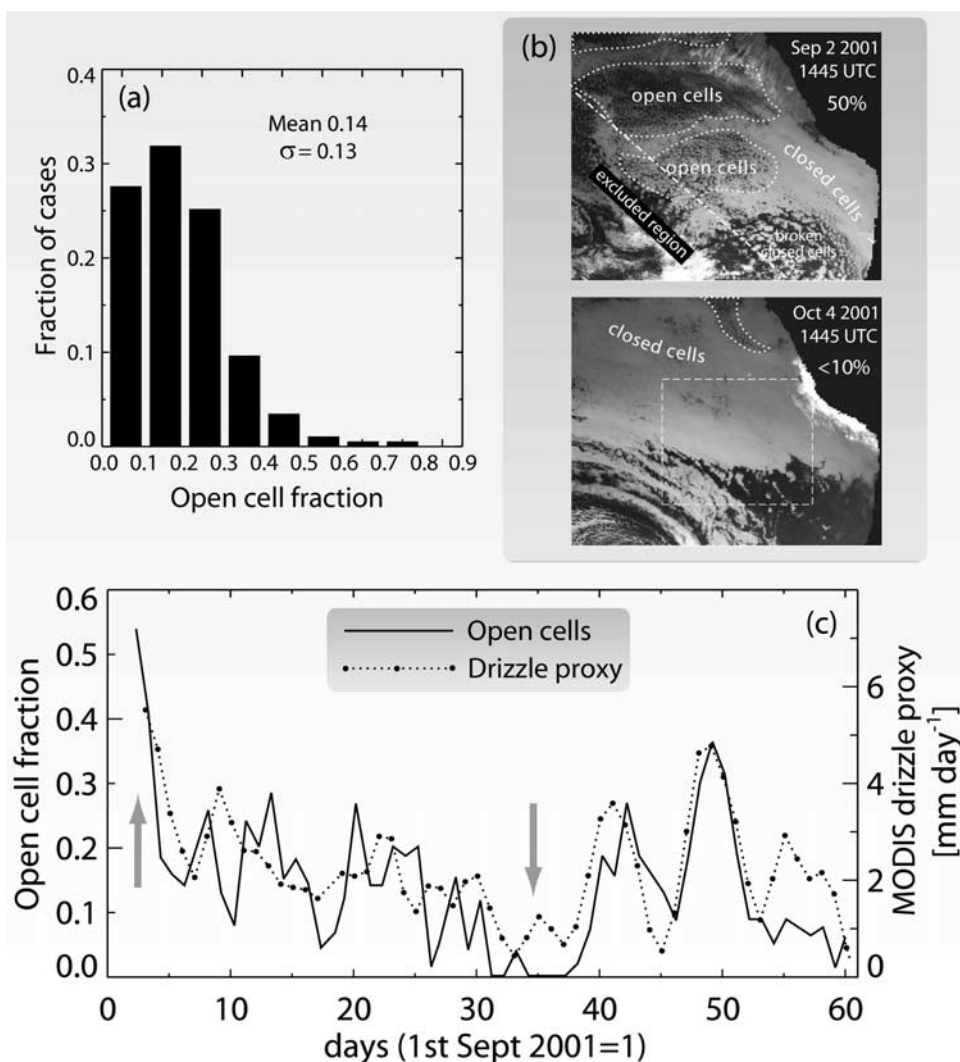 (a)
Mean 0.14
σ = 0.13
Fraction of cases
0.4
0.3
0.2
0.1
0.0
0.0 0.1 0.2 0.3 0.4 0.5 0.6 0.7 0.8 0.9
Open cell fraction
(b)
Sep 2 2001
1445 UTC
50%
open cells
open cells
closed cells
excluded region
broken
closed cells
Oct 4 2001
1445 UTC
<10%
closed cells
(c)
Open cells
Drizzle proxy
Open cell fraction
0.6
0.5
0.4
0.3
0.2
0.1
0.0
MODIS drizzle proxy
[mm day⁻¹]
6
4
2
0
0 10 20 30 40 50 60
days (1st Sept 2001=1)